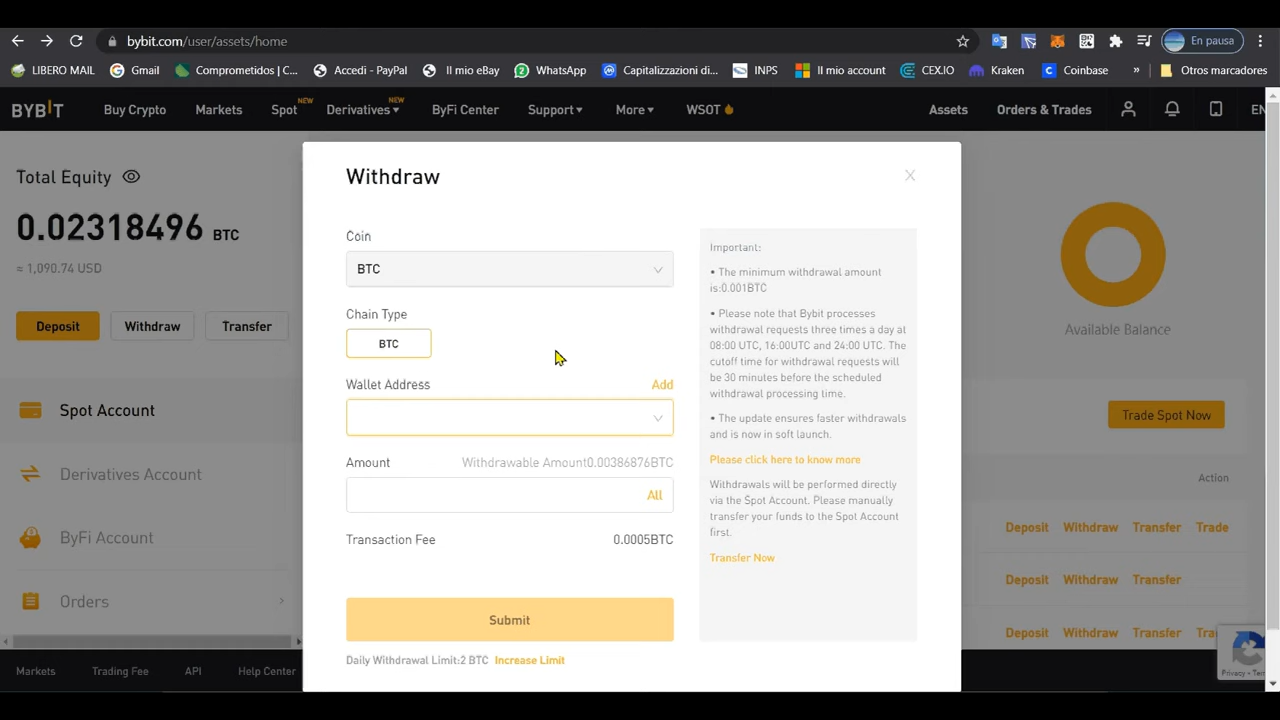 bybit.com/user/assets/home
En pausa
LIBERO MAIL
Gmail
Comprometidos | C...
Accedi - PayPal
Il mio eBay
WhatsApp
Capitalizzazioni di...
INPS
Il mio account
CEX.IO
Kraken
Coinbase
»
Otros marcadores
BYBIT
Buy Crypto
Markets
Spot NEW
Derivatives NEW
ByFi Center
Support
More
WSOT
Assets
Orders & Trades
EN
Total Equity
0.02318496 BTC
≈ 1,090.74 USD
Deposit
Withdraw
Transfer
Spot Account
Derivatives Account
ByFi Account
Orders
Withdraw
Coin
BTC
Chain Type
BTC
Wallet Address
Add
Amount
Withdrawable Amount0.00386876BTC
All
Transaction Fee
0.0005BTC
Submit
Daily Withdrawal Limit:2 BTC Increase Limit
Important:
• The minimum withdrawal amount
is:0.001BTC
• Please note that Bybit processes
withdrawal requests three times a day at
08:00 UTC, 16:00UTC and 24:00 UTC. The
cutoff time for withdrawal requests will
be 30 minutes before the scheduled
withdrawal processing time.
• The update ensures faster withdrawals
and is now in soft launch.
Please click here to know more
Withdrawals will be performed directly
via the Spot Account. Please manually
transfer your funds to the Spot Account
first.
Transfer Now
Available Balance
Trade Spot Now
Action
Deposit Withdraw Transfer Trade
Deposit Withdraw Transfer
Deposit Withdraw Transfer Tra
Markets
Trading Fee
API
Help Center
Privacy - Term